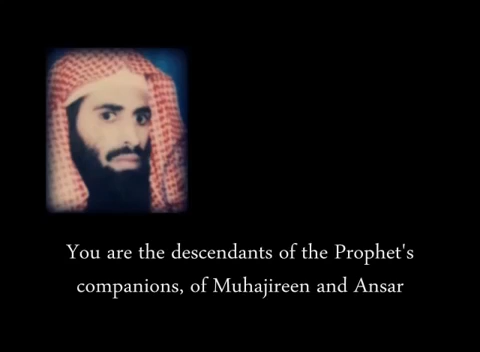 You are the descendants of the Prophet's
companions, of Muhajireen and Ansar